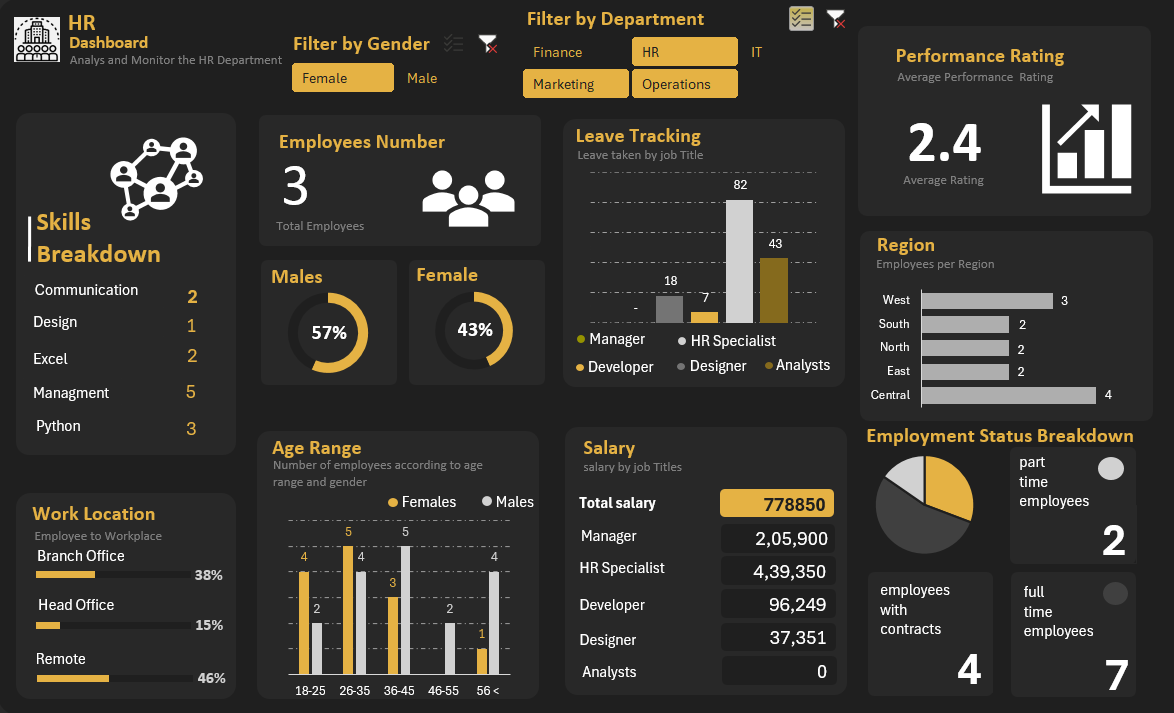 HR
Dashboard
Analys and Monitor the HR Department
Filter by Gender
Female
Male
Filter by Department
Finance
HR
IT
Marketing
Operations
Performance Rating
Average Performance Rating
2.4
Average Rating
Skills
Breakdown
Communication 2
Design 1
Excel 2
Managment 5
Python 3
Employees Number
3
Total Employees
Males
57%
Female
43%
Leave Tracking
Leave taken by job Title
-
18
7
82
43
Manager
HR Specialist
Developer
Designer
Analysts
Region
Employees per Region
West 3
South 2
North 2
East 2
Central 4
Work Location
Employee to Workplace
Branch Office
38%
Head Office
15%
Remote
46%
Age Range
Number of employees according to age
range and gender
Females
Males
4
2
5
4
3
5
2
1
4
18-25
26-35
36-45
46-55
56 <
Salary
salary by job Titles
Total salary 778850
Manager 2,05,900
HR Specialist 4,39,350
Developer 96,249
Designer 37,351
Analysts 0
Employment Status Breakdown
part
time
employees
2
employees
with
contracts
4
full
time
employees
7